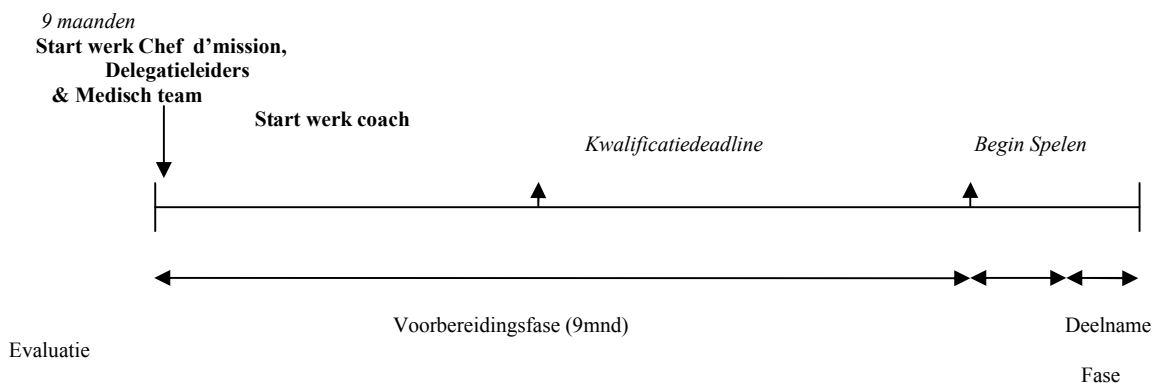 9 maanden
Start werk Chef d’mission,
Delegatieleiders
& Medisch team
Start werk coach
Kwalificatiedeadline
Begin Spelen
Voorbereidingsfase (9mnd)
Deelname
Evaluatie
Fase